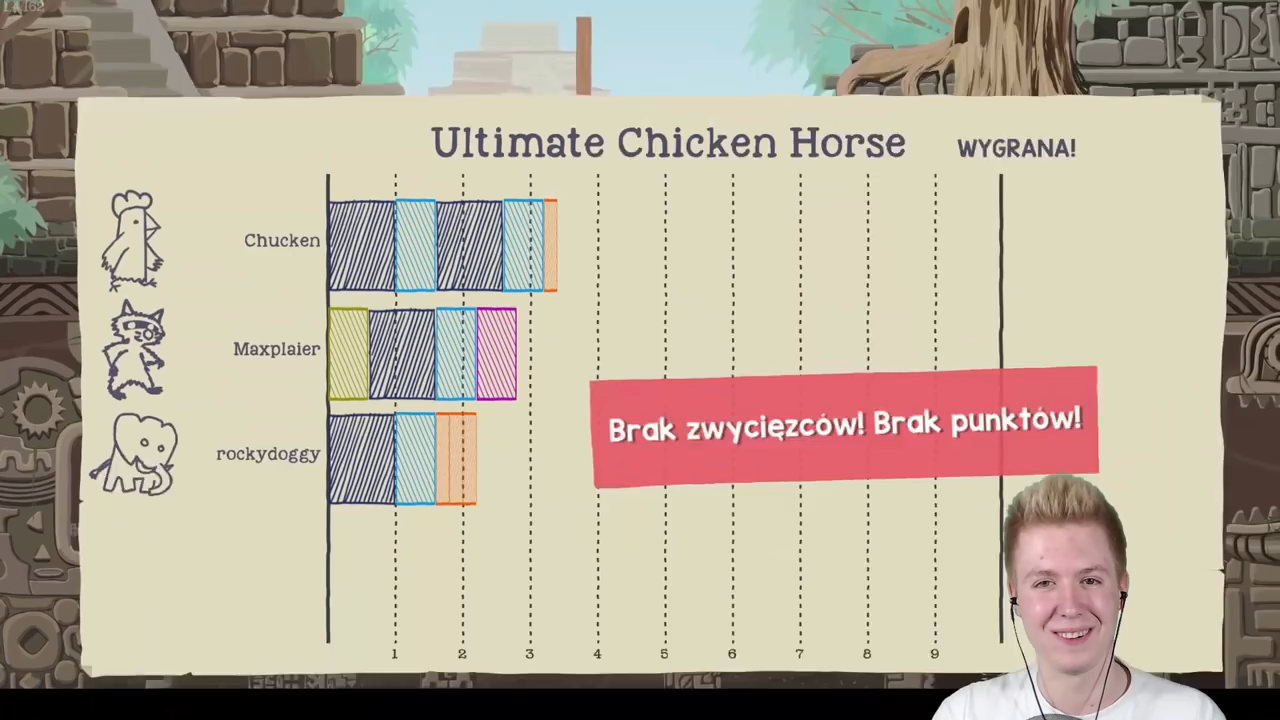 Ultimate Chicken Horse
WYGRANA!
Chucken
Maxplaier
rockydoggy
Brak zwycięzców! Brak punktów!
1 2 3 4 5 6 7 8 9